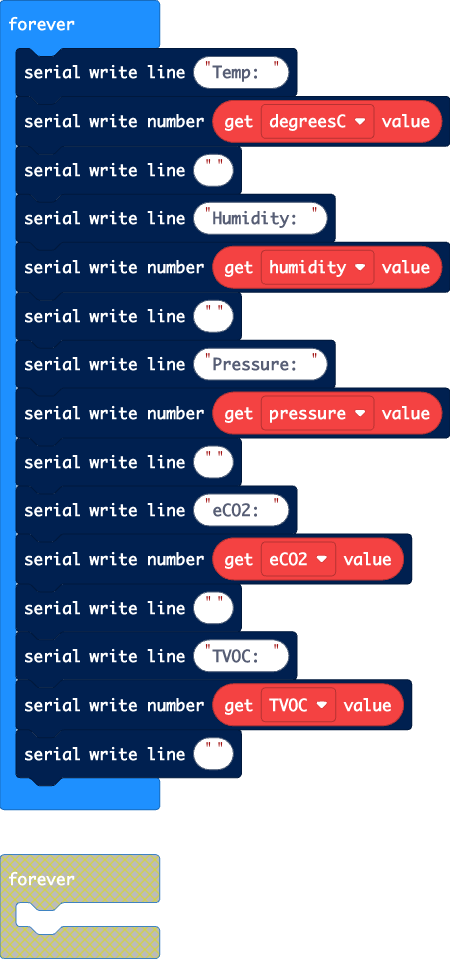 forever
serial write line "Temp: "
serial write number get degreesC value
serial write line ""
serial write line "Humidity: "
serial write number get humidity value
serial write line ""
serial write line "Pressure: "
serial write number get pressure value
serial write line ""
serial write line "eCO2: "
serial write number get eCO2 value
serial write line ""
serial write line "TVOC: "
serial write number get TVOC value
serial write line ""
forever